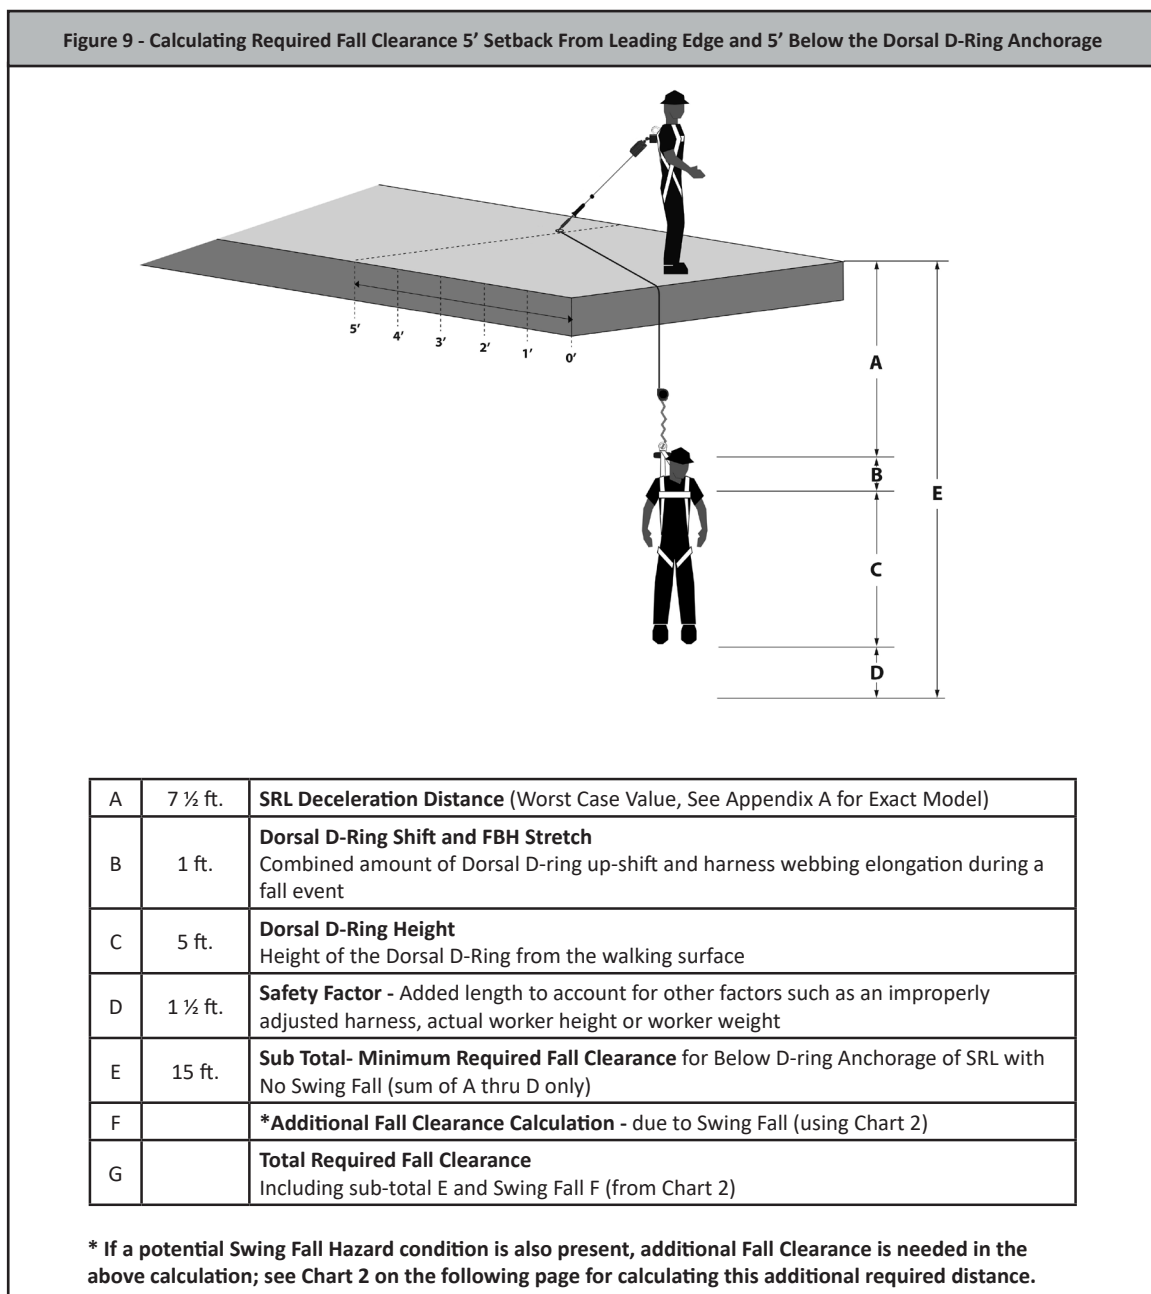 Figure 9 - Calculating Required Fall Clearance 5’ Setback From Leading Edge and 5’ Below the Dorsal D-Ring Anchorage
5’
4’
3’
2’
1’
0’
A
B
E
C
D
A 7 ½ ft. SRL Deceleration Distance (Worst Case Value, See Appendix A for Exact Model)
B 1 ft. Dorsal D-Ring Shift and FBH Stretch
Combined amount of Dorsal D-ring up-shift and harness webbing elongation during a
fall event
C 5 ft. Dorsal D-Ring Height
Height of the Dorsal D-Ring from the walking surface
D 1 ½ ft. Safety Factor - Added length to account for other factors such as an improperly
adjusted harness, actual worker height or worker weight
E 15 ft. Sub Total- Minimum Required Fall Clearance for Below D-ring Anchorage of SRL with
No Swing Fall (sum of A thru D only)
F *Additional Fall Clearance Calculation - due to Swing Fall (using Chart 2)
G Total Required Fall Clearance
Including sub-total E and Swing Fall F (from Chart 2)
* If a potential Swing Fall Hazard condition is also present, additional Fall Clearance is needed in the
above calculation; see Chart 2 on the following page for calculating this additional required distance.